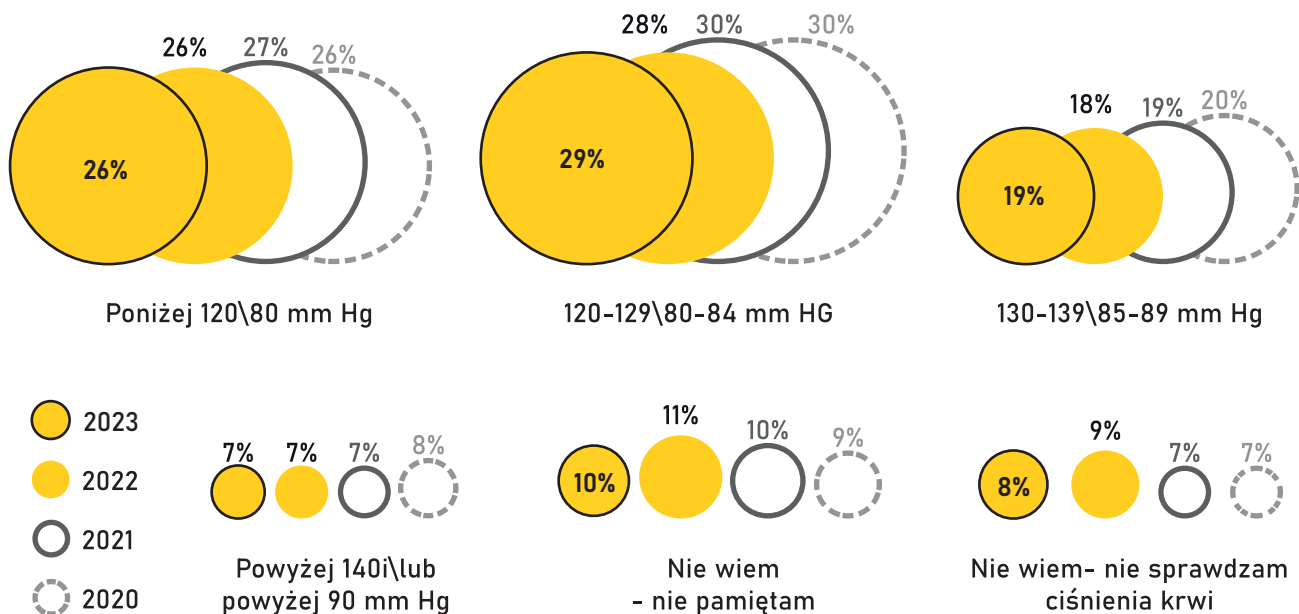 26% 26% 27% 26%
Poniżej 120\80 mm Hg
29% 28% 30% 30%
120-129\80-84 mm HG
19% 18% 19% 20%
130-139\85-89 mm Hg
2023
2022
2021
2020
7% 7% 7% 8%
Powyżej 140i\lub
powyżej 90 mm Hg
10% 11% 10% 9%
Nie wiem
- nie pamiętam
8% 9% 7% 7%
Nie wiem- nie sprawdzam
ciśnienia krwi